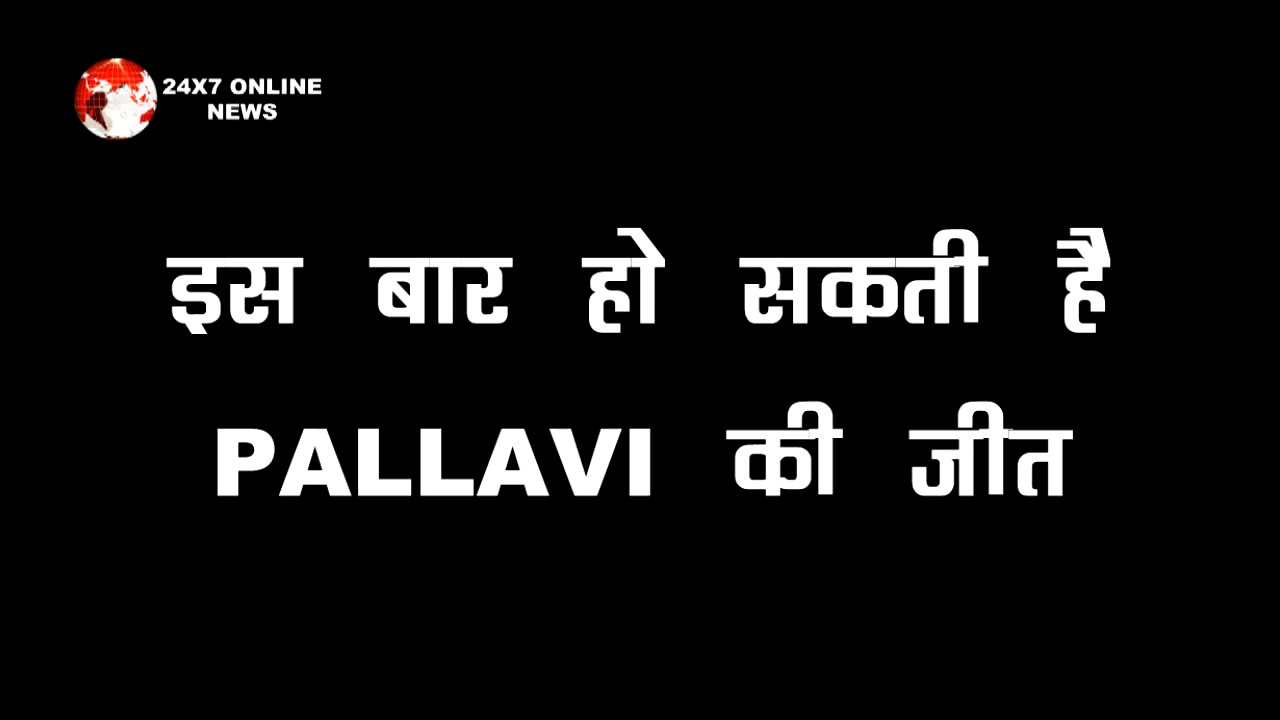 24X7 ONLINE
NEWS
इस बार हो सकती है
PALLAVI की जीत